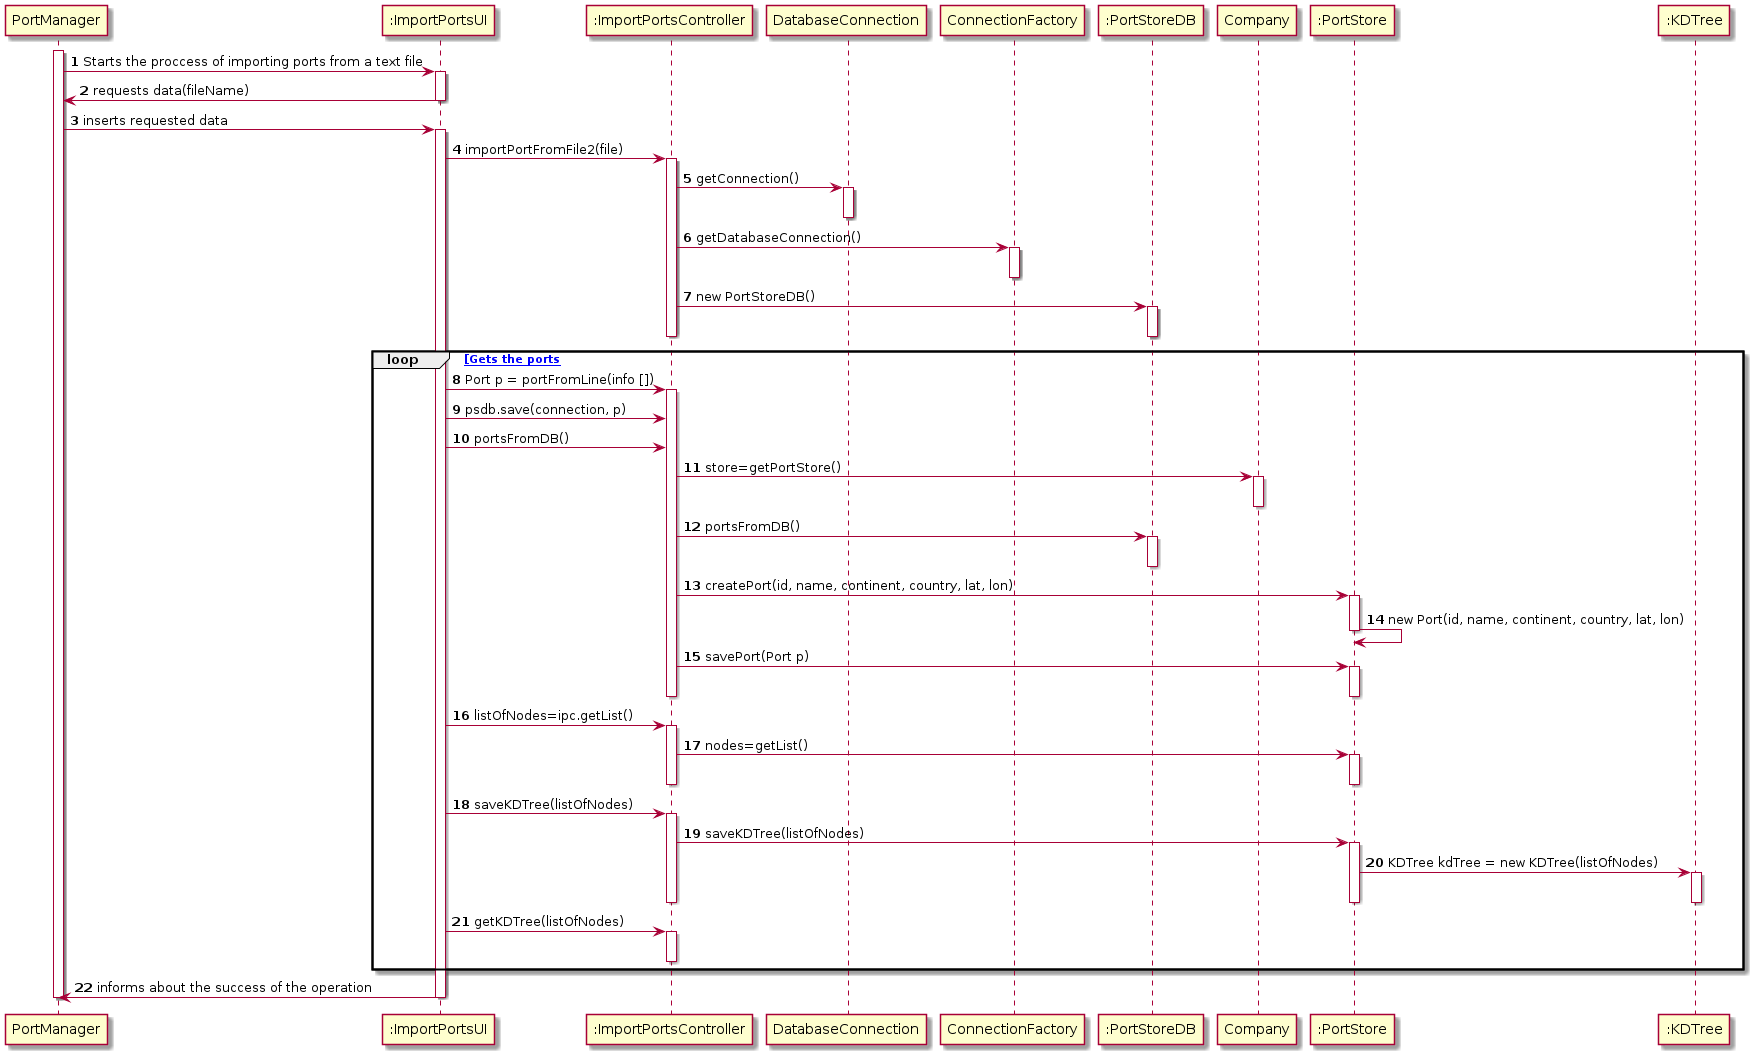 PortManager
:ImportPortsUI
:ImportPortsController
DatabaseConnection
ConnectionFactory
:PortStoreDB
Company
:PortStore
:KDTree
1 Starts the proccess of importing ports from a text file
2 requests data(fileName)
3 inserts requested data
4 importPortFromFile2(file)
5 getConnection()
6 getDatabaseConnection()
7 new PortStoreDB()
loop [Gets the ports
8 Port p = portFromLine(info [])
9 psdb.save(connection, p)
10 portsFromDB()
11 store=getPortStore()
12 portsFromDB()
13 createPort(id, name, continent, country, lat, lon)
14 new Port(id, name, continent, country, lat, lon)
15 savePort(Port p)
16 listOfNodes=ipc.getList()
17 nodes=getList()
18 saveKDTree(listOfNodes)
19 saveKDTree(listOfNodes)
20 KDTree kdTree = new KDTree(listOfNodes)
21 getKDTree(listOfNodes)
22 informs about the success of the operation
PortManager
:ImportPortsUI
:ImportPortsController
DatabaseConnection
ConnectionFactory
:PortStoreDB
Company
:PortStore
:KDTree